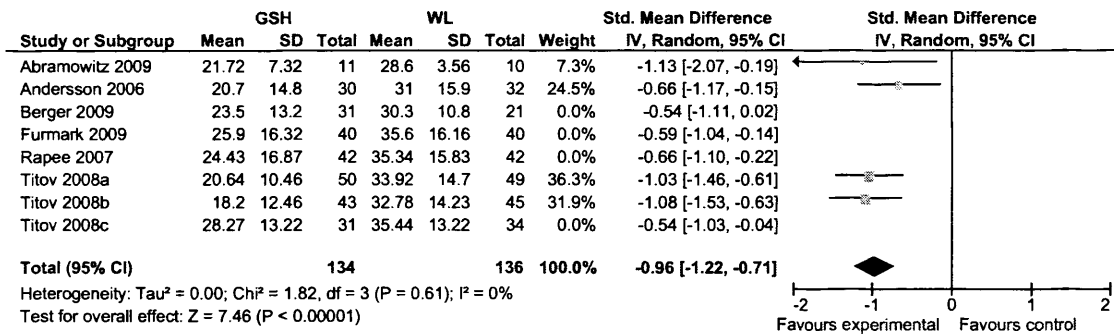 GSH WL Std. Mean Difference Std. Mean Difference
Study or Subgroup Mean SD Total Mean SD Total Weight IV, Random, 95% CI IV, Random, 95% CI
Abramowitz 2009 21.72 7.32 11 28.6 3.56 10 7.3% -1.13 [-2.07, -0.19]
Andersson 2006 20.7 14.8 30 31 15.9 32 24.5% -0.66 [-1.17, -0.15]
Berger 2009 23.5 13.2 31 30.3 10.8 21 0.0% -0.54 [-1.11, 0.02]
Furmark 2009 25.9 16.32 40 35.6 16.16 40 0.0% -0.59 [-1.04, -0.14]
Rapee 2007 24.43 16.87 42 35.34 15.83 42 0.0% -0.66 [-1.10, -0.22]
Titov 2008a 20.64 10.46 50 33.92 14.7 49 36.3% -1.03 [-1.46, -0.61]
Titov 2008b 18.2 12.46 43 32.78 14.23 45 31.9% -1.08 [-1.53, -0.63]
Titov 2008c 28.27 13.22 31 35.44 13.22 34 0.0% -0.54 [-1.03, -0.04]
Total (95% CI) 134 136 100.0% -0.96 [-1.22, -0.71]
Heterogeneity: Tau² = 0.00; Chi² = 1.82, df = 3 (P = 0.61); I² = 0%
Test for overall effect: Z = 7.46 (P < 0.00001)
-2 -1 0 1 2
Favours experimental Favours control